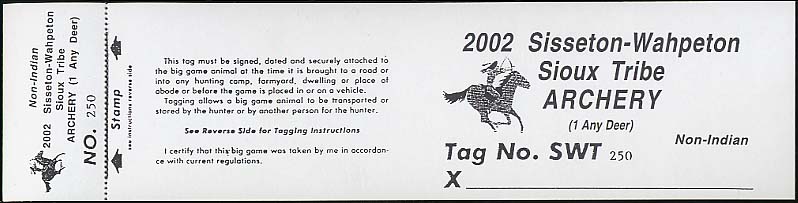 Non-Indian
2002 Sisseton-Wahpeton
Sioux Tribe
ARCHERY (1 Any Deer)
NO. 250
Stamp
see instructions reverse side
This tag must be signed, dated and securely attached to
the big game animal at the time it is brought to a road or
into any hunting camp, farmyard, dwelling or place of
abode or before the game is placed in or on a vehicle.
Tagging allows a big game animal to be transported or
stored by the hunter or by another person for the hunter.
See Reverse Side for Tagging Instructions
I certify that this big game was taken by me in accordan-
ce with current regulations.
2002 Sisseton-Wahpeton
Sioux Tribe
ARCHERY
(1 Any Deer)
Non-Indian
Tag No. SWT 250
X